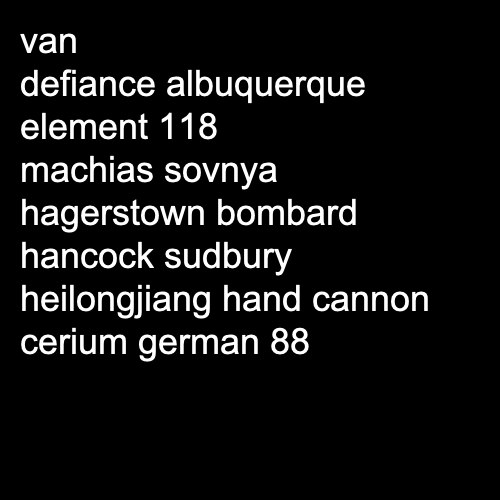 van
defiance albuquerque
element 118
machias sovnya
hagerstown bombard
hancock sudbury
heilongjiang hand cannon
cerium german 88